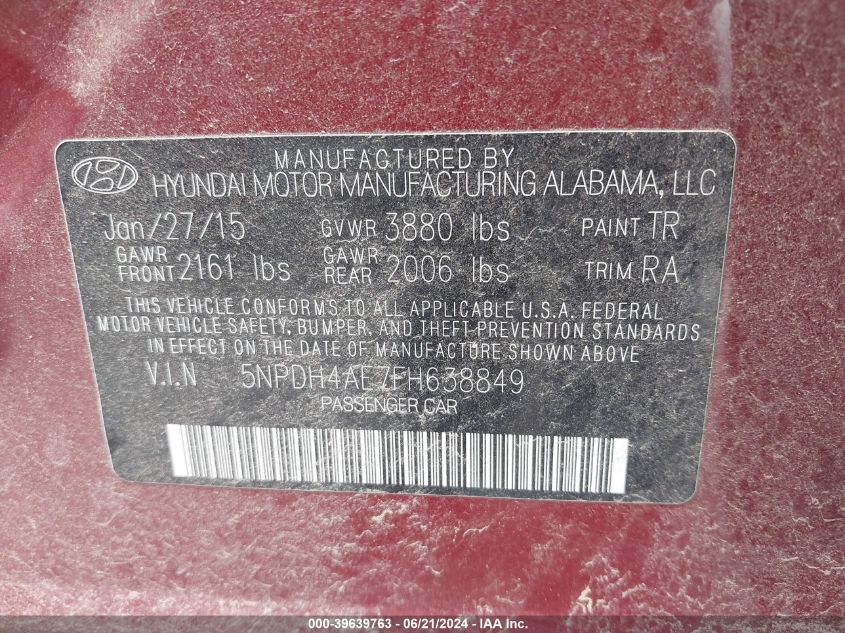 MANUFACTURED BY
HYUNDAI MOTOR MANUFACTURING ALABAMA, LLC
Jan/27/15 GVWR 3880 lbs PAINT TR
GAWR FRONT 2161 lbs GAWR REAR 2006 lbs TRIM RA
THIS VEHICLE CONFORMS TO ALL APPLICABLE U.S.A. FEDERAL
MOTOR VEHICLE SAFETY, BUMPER, AND THEFT PREVENTION STANDARDS
IN EFFECT ON THE DATE OF MANUFACTURE SHOWN ABOVE
V.I.N 5NPDH4AE7FH638849
PASSENGER CAR
000-39639763 - 06/21/2024 - IAA Inc.